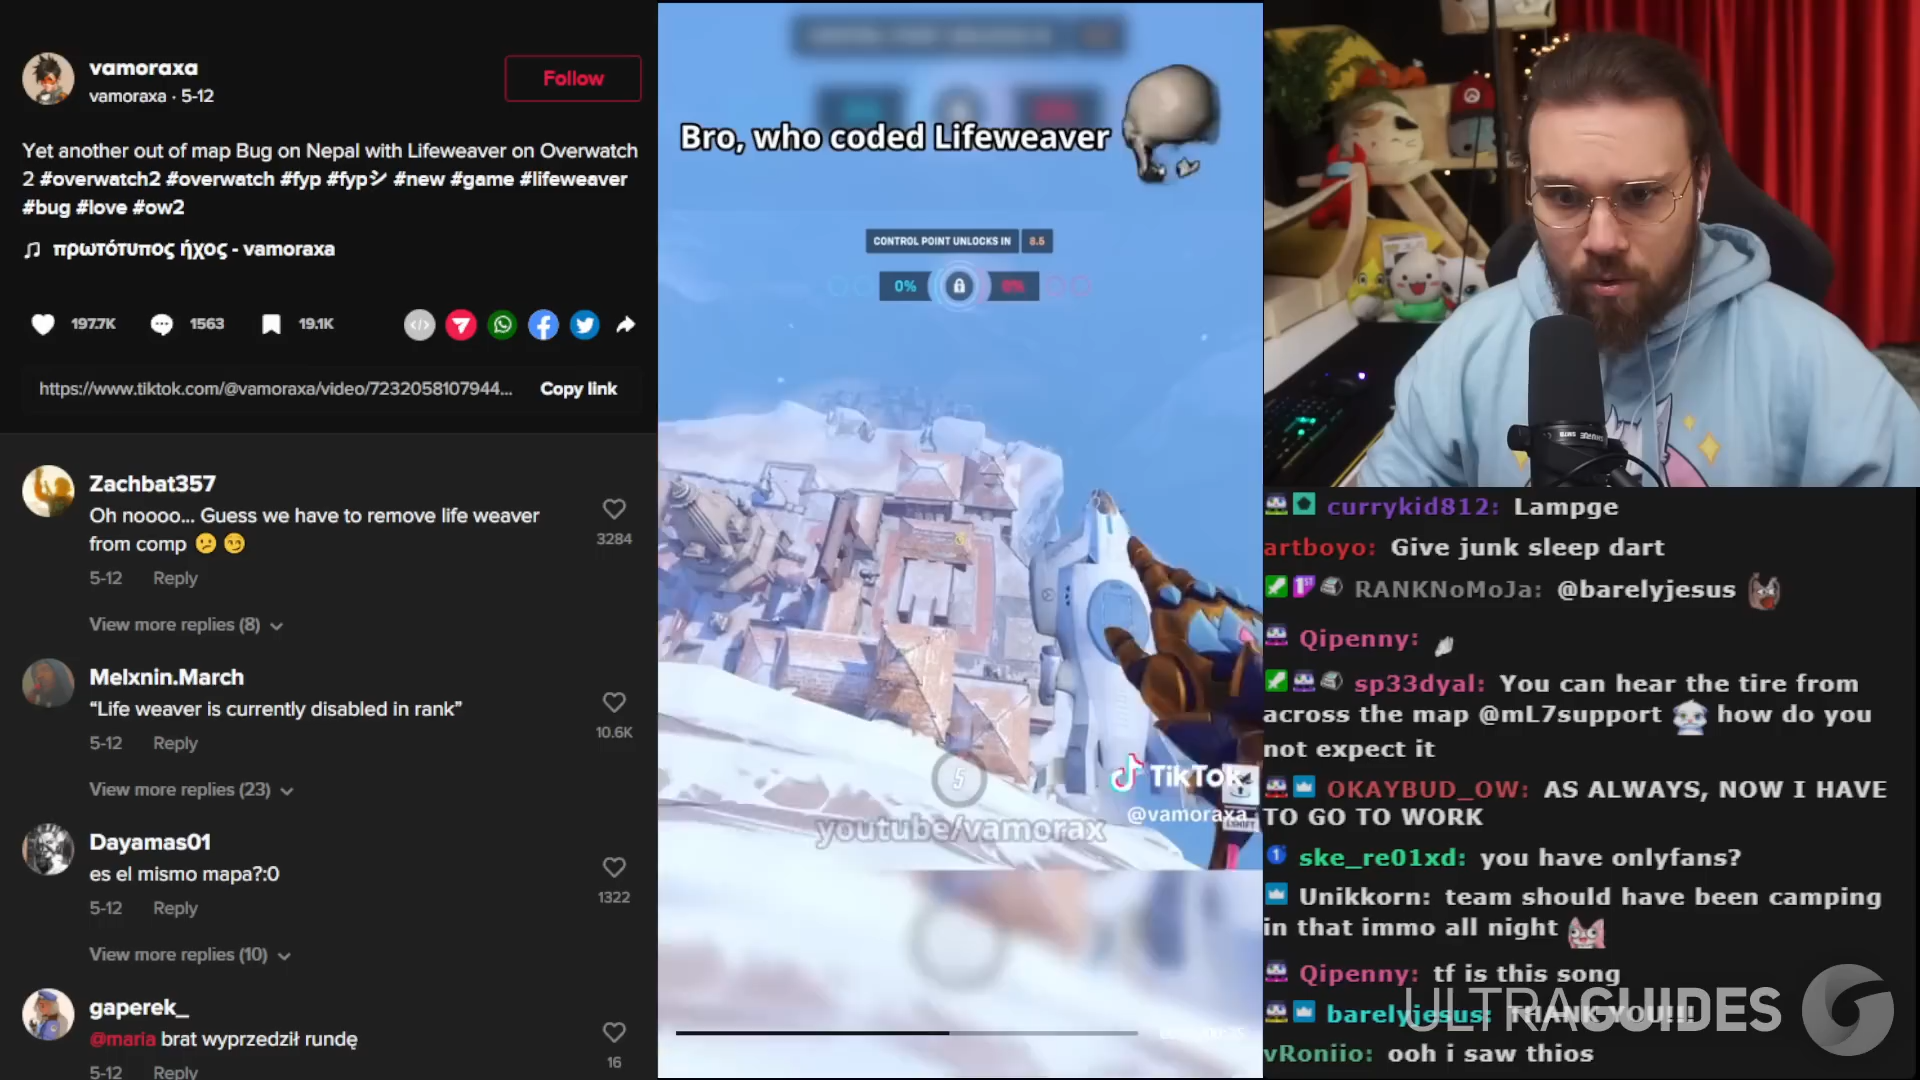 vamoraxa
vamoraxa · 5-12
Follow
Yet another out of map Bug on Nepal with Lifeweaver on Overwatch
2 #overwatch2 #overwatch #fyp #fypシ #new #game #lifeweaver
#bug #love #ow2
πρωτότυπος ήχος - vamoraxa
197.7K
1563
19.1K
https://www.tiktok.com/@vamoraxa/video/7232058107944...
Copy link
Zachbat357
Oh noooo... Guess we have to remove life weaver
from comp 😕 😏
3284
5-12 Reply
View more replies (8)
Melxnin.March
“Life weaver is currently disabled in rank”
10.6K
5-12 Reply
View more replies (23)
Dayamas01
es el mismo mapa?:0
1322
5-12 Reply
View more replies (10)
gaperek_
@maria brat wyprzedził rundę
16
5-12 Reply
Bro, who coded Lifeweaver
CONTROL POINT UNLOCKS IN 8.5
0% 0%
5
TikTok
@vamoraxa
youtube/vamorax
currykid812: Lampge
artboyo: Give junk sleep dart
RANKNoMoJa: @barelyjesus
Qipenny:
sp33dyal: You can hear the tire from
across the map @mL7support how do you
not expect it
OKAYBUD_OW: AS ALWAYS, NOW I HAVE
TO GO TO WORK
ske_re01xd: you have onlyfans?
Unikkorn: team should have been camping
in that immo all night
Qipenny: tf is this song
barelyjesus: THANK YOU!!!
vRoniio: ooh i saw thios
ULTRAGUIDES